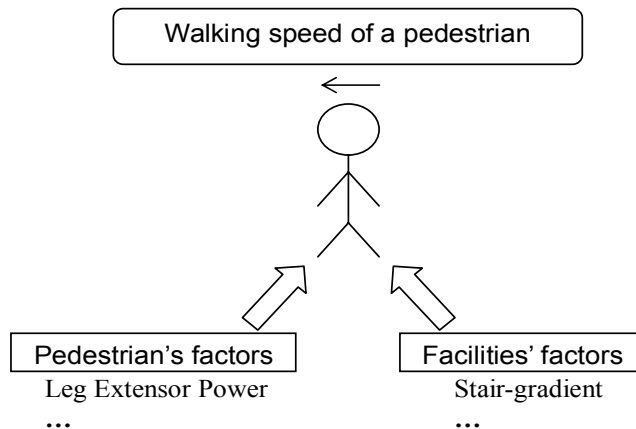 Walking speed of a pedestrian
Pedestrian's factors
Leg Extensor Power
...
Facilities' factors
Stair-gradient
...